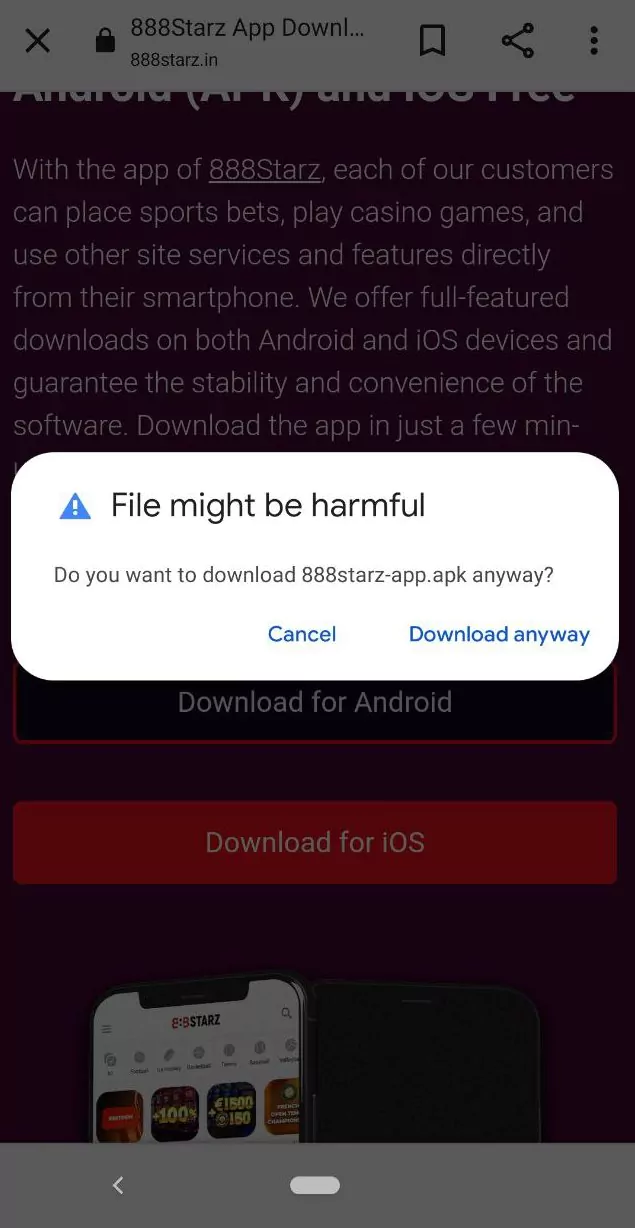 888Starz App Downl...
888starz.in
Android (APK) and iOS Free
With the app of 888Starz, each of our customers
can place sports bets, play casino games, and
use other site services and features directly
from their smartphone. We offer full-featured
downloads on both Android and iOS devices and
guarantee the stability and convenience of the
software. Download the app in just a few min-
File might be harmful
Do you want to download 888starz-app.apk anyway?
Cancel
Download anyway
Download for Android
Download for iOS
888STARZ
+100%
€1500
+150
FRENCH
OPEN TEN
CHAMPION